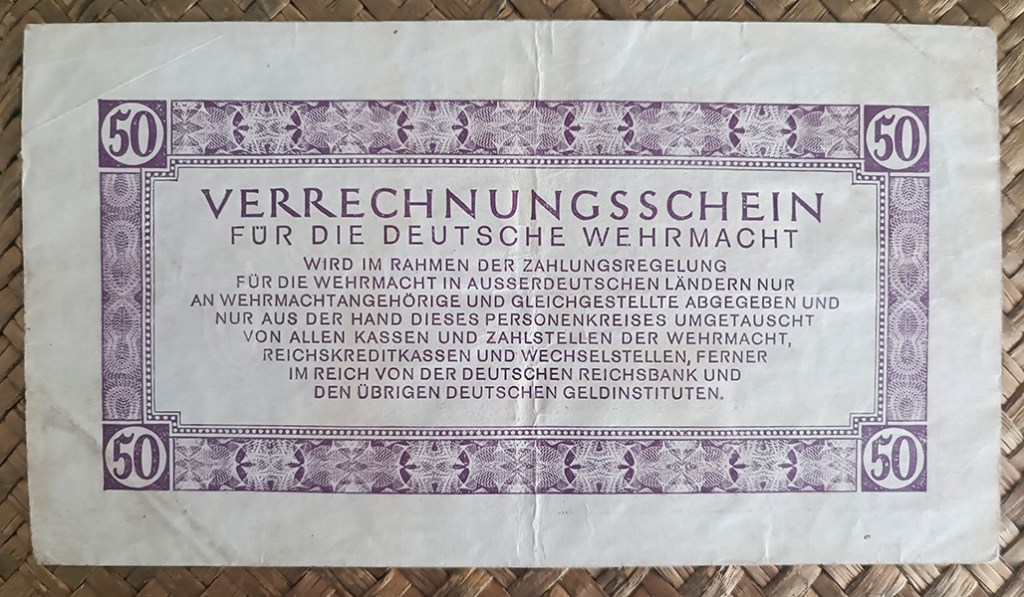 50 50
VERRECHNUNGSSCHEIN
FÜR DIE DEUTSCHE WEHRMACHT
WIRD IM RAHMEN DER ZAHLUNGSREGELUNG
FÜR DIE WEHRMACHT IN AUSSERDEUTSCHEN LÄNDERN NUR
AN WEHRMACHTANGEHÖRIGE UND GLEICHGESTELLTE ABGEGEBEN UND
NUR AUS DER HAND DIESES PERSONENKREISES UMGETAUSCHT
VON ALLEN KASSEN UND ZAHLSTELLEN DER WEHRMACHT,
REICHSKREDITKASSEN UND WECHSELSTELLEN, FERNER
IM REICH VON DER DEUTSCHEN REICHSBANK UND
DEN ÜBRIGEN DEUTSCHEN GELDINSTITUTEN.
50 50